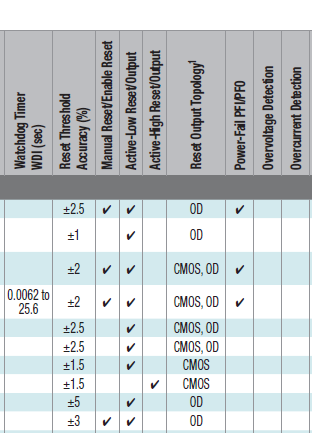 Watchdog Timer
WDI (sec)
Reset Threshold
Accuracy (%)
Manual Reset/Enable Reset
Active-Low Reset/Output
Active-High Reset/Output
Reset Output Topology¹
Power-Fail PFI/PFO
Overvoltage Detection
Overcurrent Detection
±2.5 ✓ ✓ OD ✓
±1 ✓ OD
±2 ✓ ✓ CMOS, OD ✓
0.0062 to
25.6 ±2 ✓ ✓ CMOS, OD ✓
±2.5 ✓ CMOS, OD
±2.5 ✓ CMOS, OD
±1.5 ✓ CMOS
±1.5 ✓ CMOS
±5 ✓ OD
±3 ✓ ✓ OD